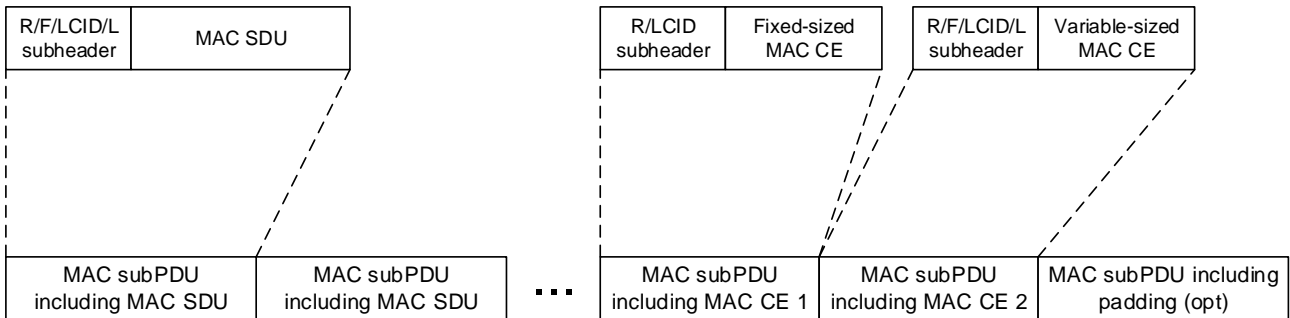 R/F/LCID/L
subheader
MAC SDU
R/LCID
subheader
Fixed-sized
MAC CE
R/F/LCID/L
subheader
Variable-sized
MAC CE
MAC subPDU
including MAC SDU
MAC subPDU
including MAC SDU
...
MAC subPDU
including MAC CE 1
MAC subPDU
including MAC CE 2
MAC subPDU including
padding (opt)